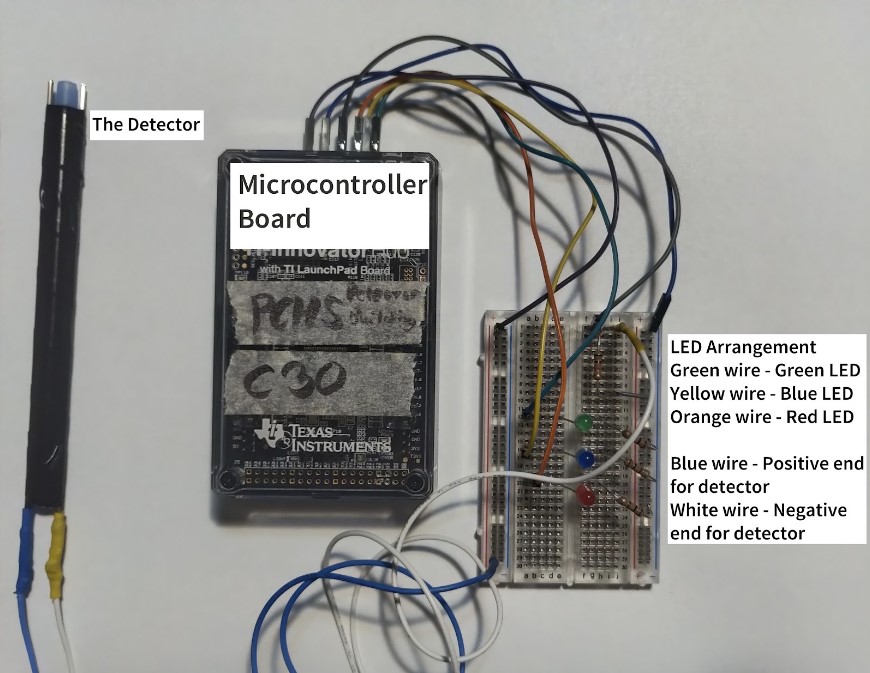 The Detector
Microcontroller
Board
TI-Innovator Hub
with TI LaunchPad Board
PCHS
Building
C30
TEXAS
INSTRUMENTS
LED Arrangement
Green wire - Green LED
Yellow wire - Blue LED
Orange wire - Red LED
Blue wire - Positive end
for detector
White wire - Negative
end for detector
a b
a b c d e
f g h i j